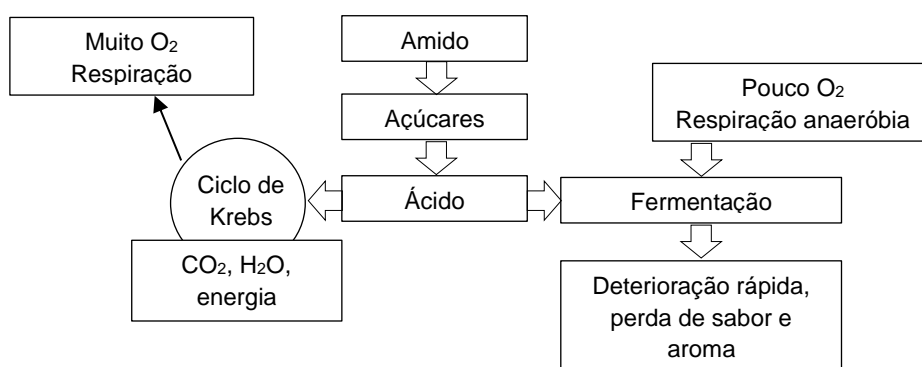 Muito O₂
Respiração
Amido
Pouco O₂
Respiração anaeróbia
Açúcares
Ciclo de
Krebs
Ácido
Fermentação
CO₂, H₂O,
energia
Deterioração rápida,
perda de sabor e
aroma